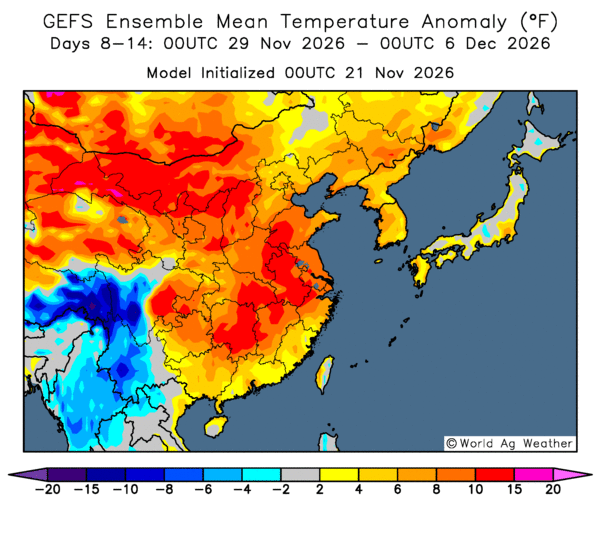 GEFS Ensemble Mean Temperature Anomaly (°F)
Days 8-14: 00UTC 29 Nov 2026 - 00UTC 6 Dec 2026
Model Initialized 00UTC 21 Nov 2026
© World Ag Weather
-20 -15 -10 -8 -6 -4 -2 2 4 6 8 10 15 20